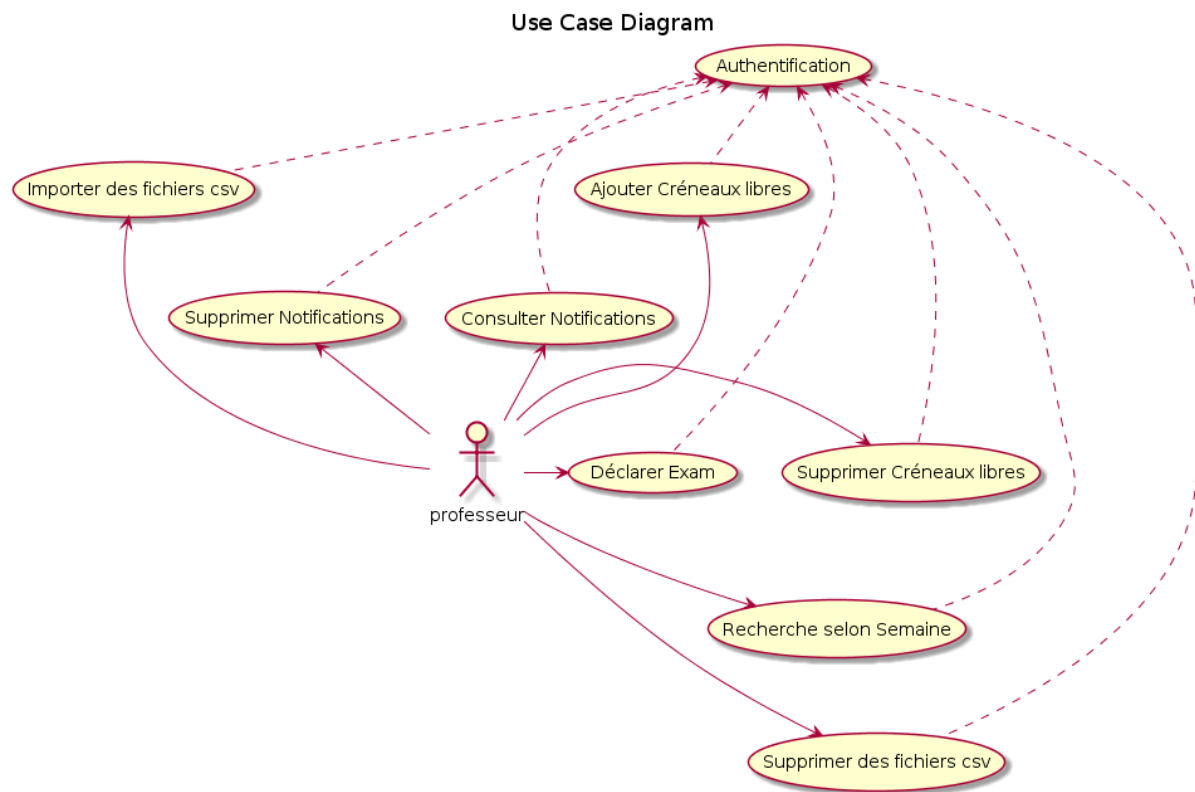 Use Case Diagram
Authentification
Importer des fichiers csv
Ajouter Créneaux libres
Supprimer Notifications
Consulter Notifications
professeur
Déclarer Exam
Supprimer Créneaux libres
Recherche selon Semaine
Supprimer des fichiers csv